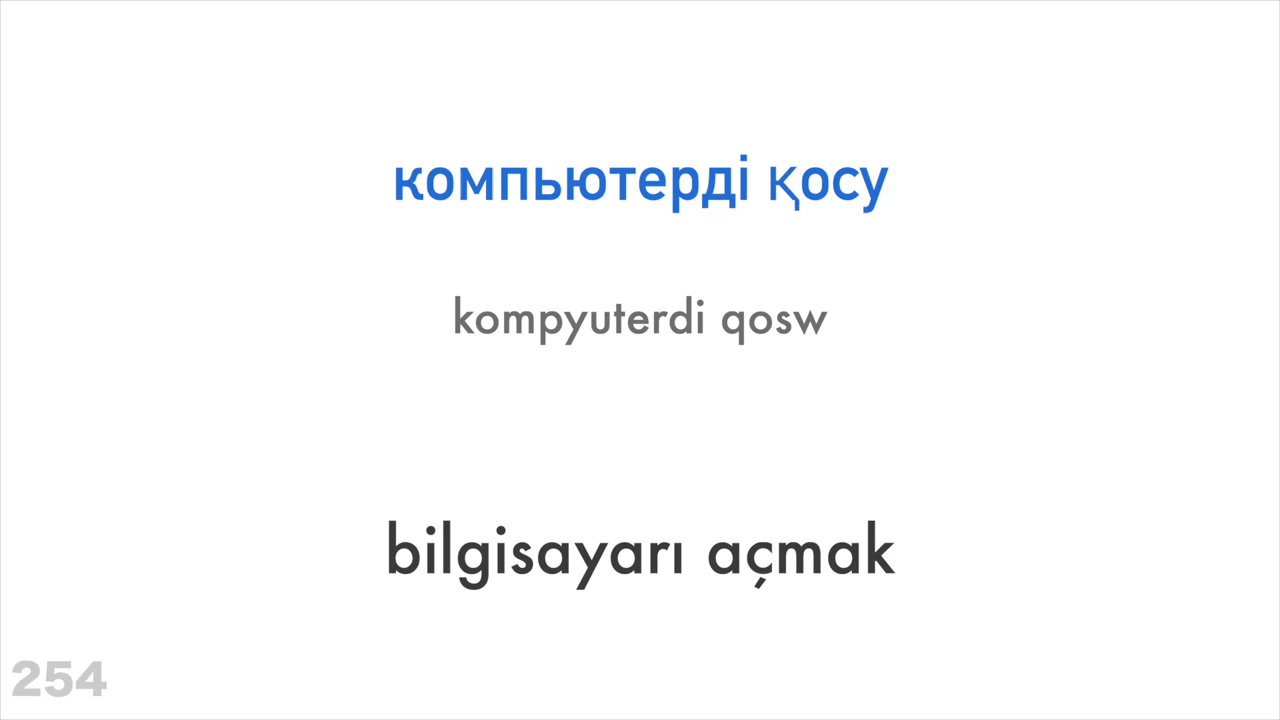 компьютерді қосу
kompyuterdi qosw
bilgisayarı açmak
254